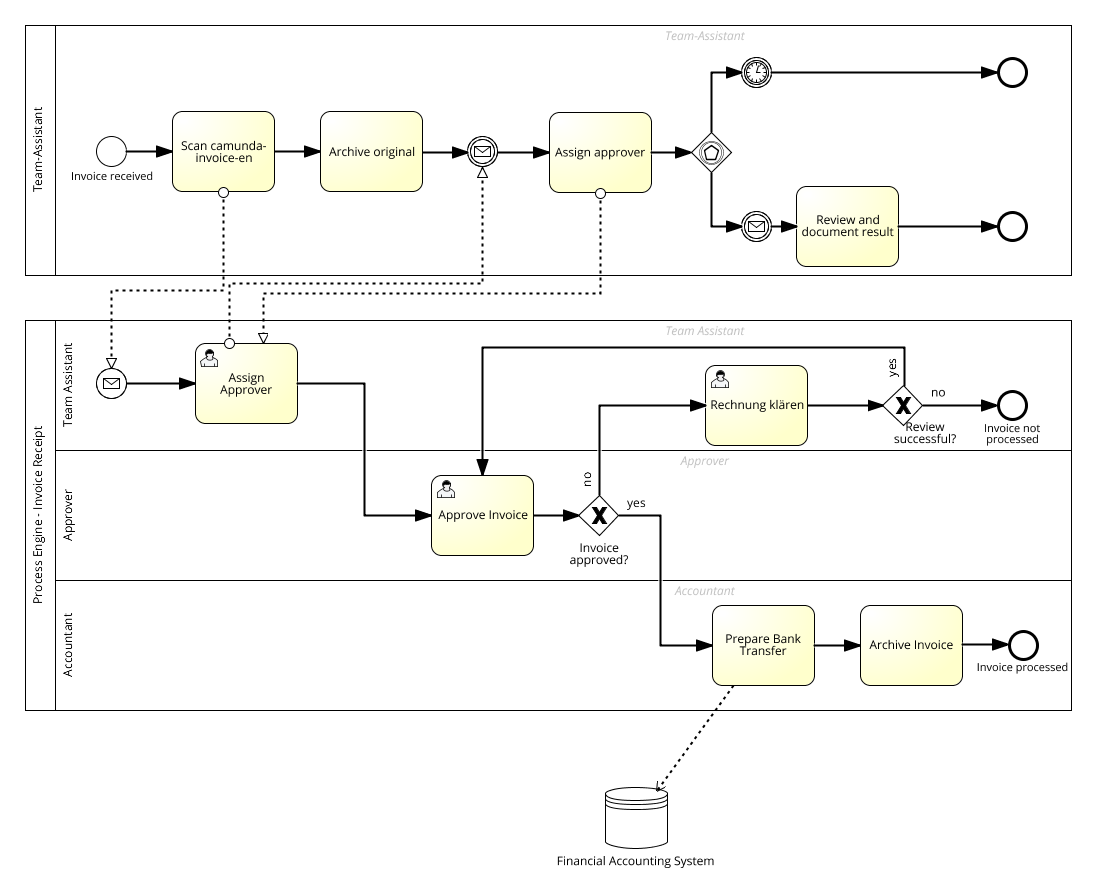 Team-Assistant
Team-Assistant
Scan camunda-
invoice-en
Archive original
Assign approver
Invoice received
Review and
document result
Process Engine - Invoice Receipt
Team Assistant
Team Assistant
Assign
Approver
Rechnung klären
yes
no
Review
successful?
Invoice not
processed
Approver
Approver
Approve Invoice
no
yes
Invoice
approved?
Accountant
Accountant
Prepare Bank
Transfer
Archive Invoice
Invoice processed
Financial Accounting System